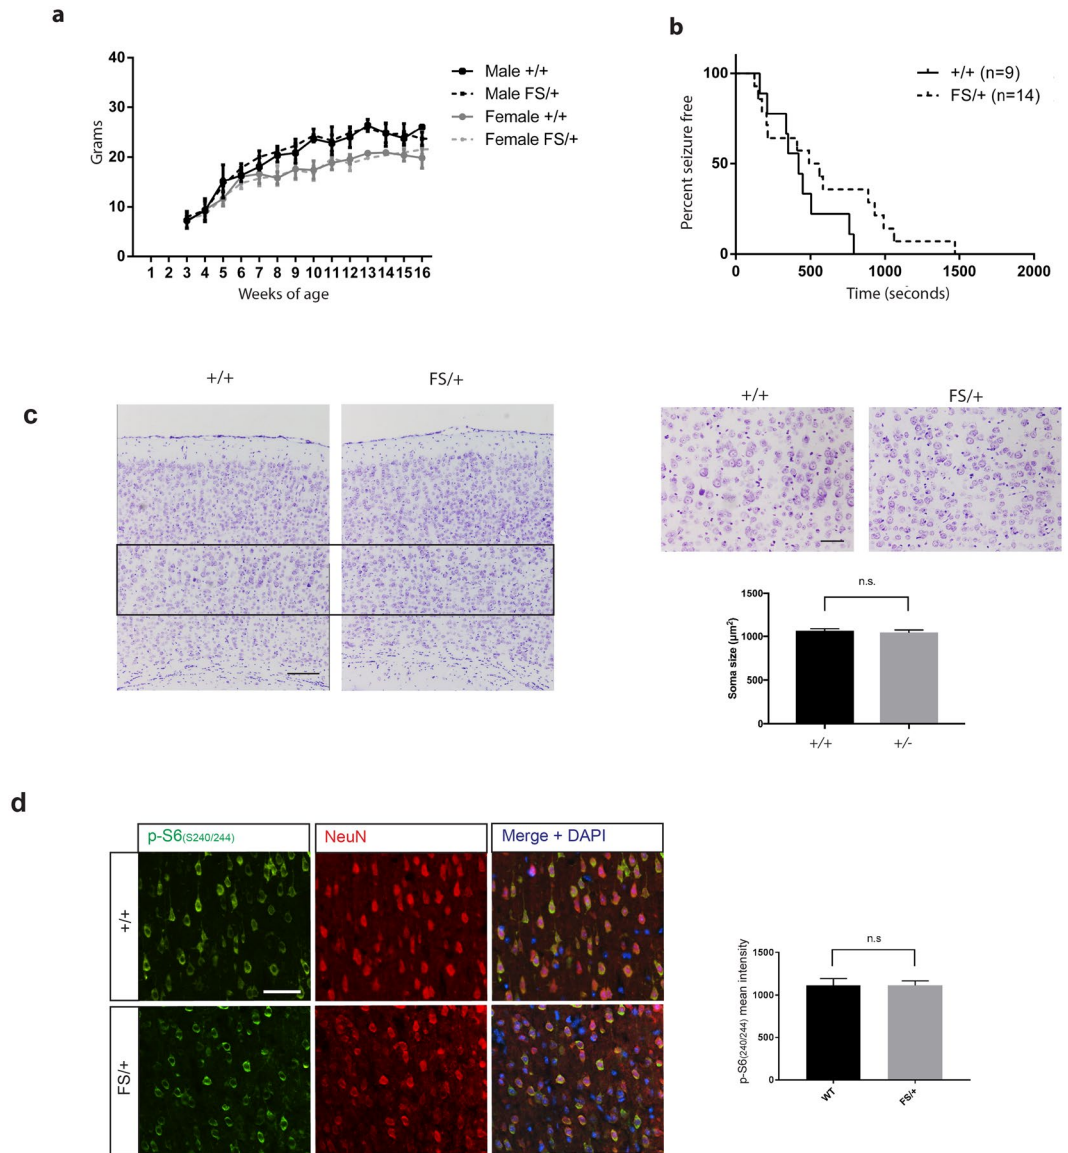 a
40
30
20
10
0
Grams
1 2 3 4 5 6 7 8 9 10 11 12 13 14 15 16
Weeks of age
Male +/+
Male FS/+
Female +/+
Female FS/+
b
100
50
0
Percent seizure free
0 500 1000 1500 2000
Time (seconds)
+/+ (n=9)
FS/+ (n=14)
c
+/+ FS/+
+/+ FS/+
n.s.
1500
1000
500
0
Soma size (μm²)
+/+ +/-
d
p-S6(S240/244) NeuN Merge + DAPI
+/+
FS/+
n.s
1500
1000
500
0
p-S6(240/244) mean intensity
WT FS/+